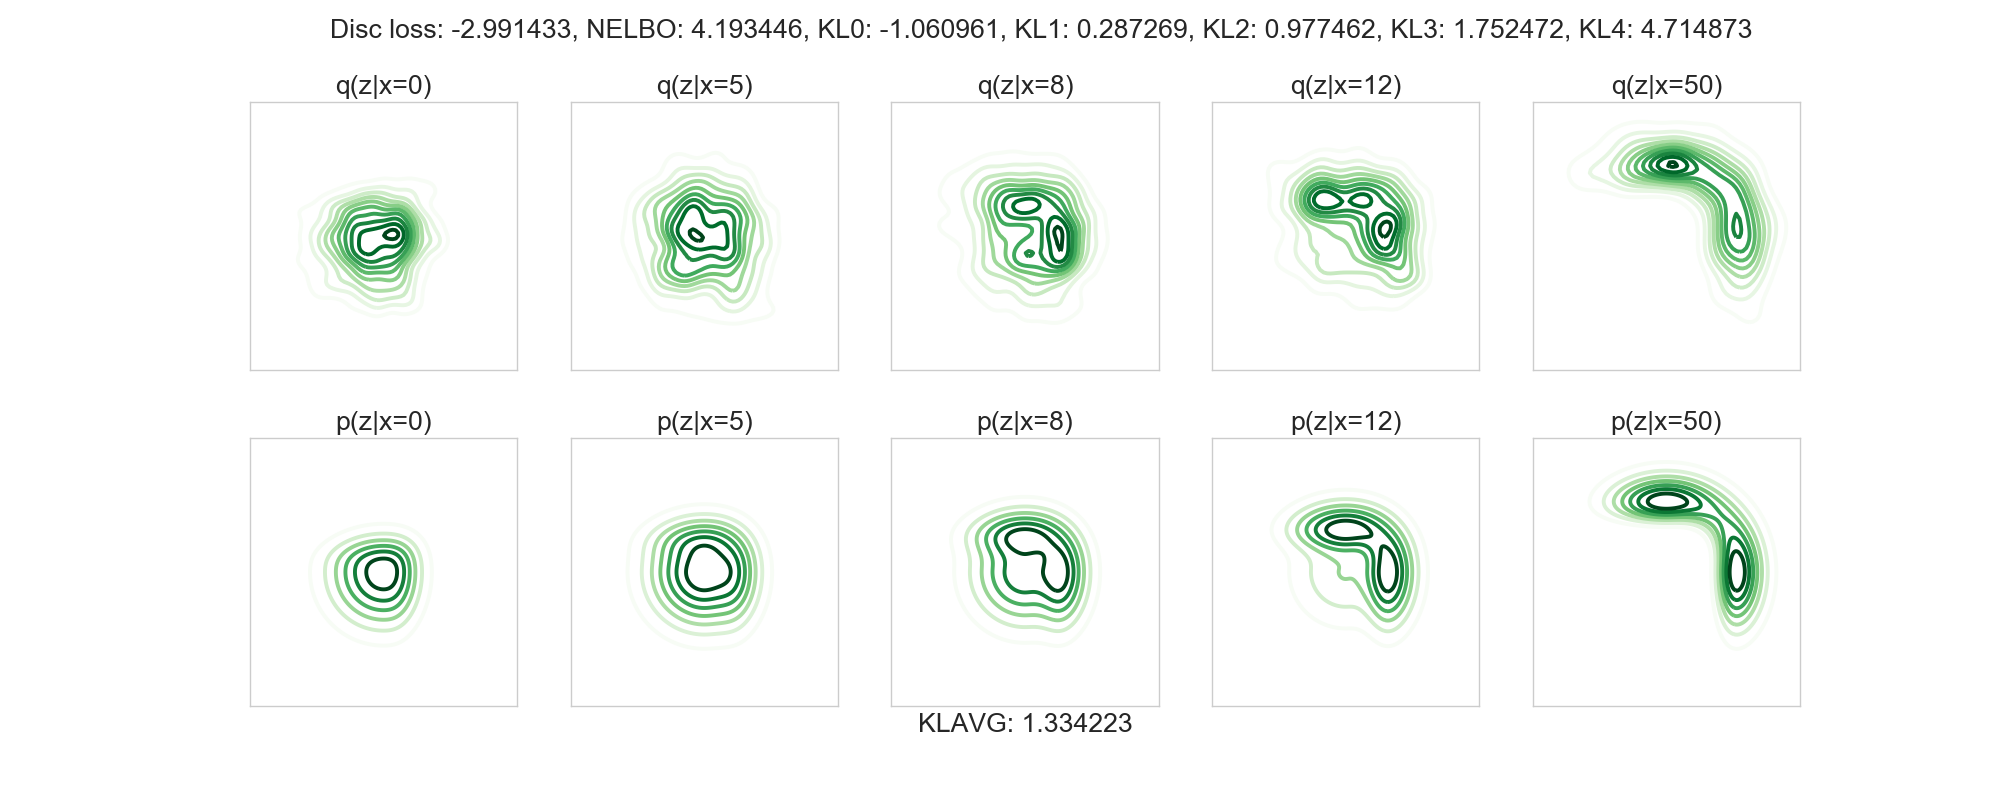 Disc loss: -2.991433, NELBO: 4.193446, KL0: -1.060961, KL1: 0.287269, KL2: 0.977462, KL3: 1.752472, KL4: 4.714873
q(z|x=0) q(z|x=5) q(z|x=8) q(z|x=12) q(z|x=50)
p(z|x=0) p(z|x=5) p(z|x=8) p(z|x=12) p(z|x=50)
KLAVG: 1.334223